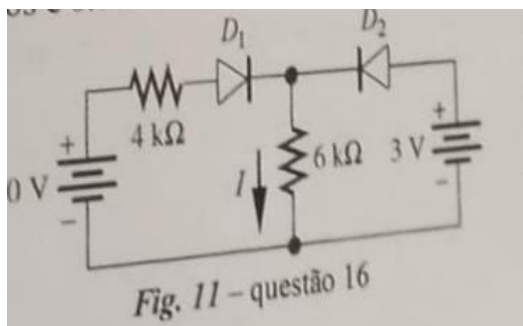 D₁
D₂
+
4 kΩ
0 V
−
I
6 kΩ
3 V
+
−
Fig. 11 – questão 16